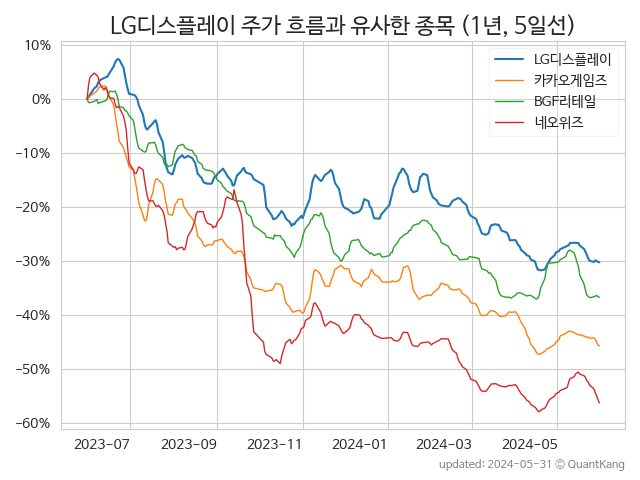 LG디스플레이 주가 흐름과 유사한 종목 (1년, 5일선)
10%
0%
−10%
−20%
−30%
−40%
−50%
−60%
LG디스플레이
카카오게임즈
BGF리테일
네오위즈
2023-07
2023-09
2023-11
2024-01
2024-03
2024-05
updated: 2024-05-31 © QuantKang